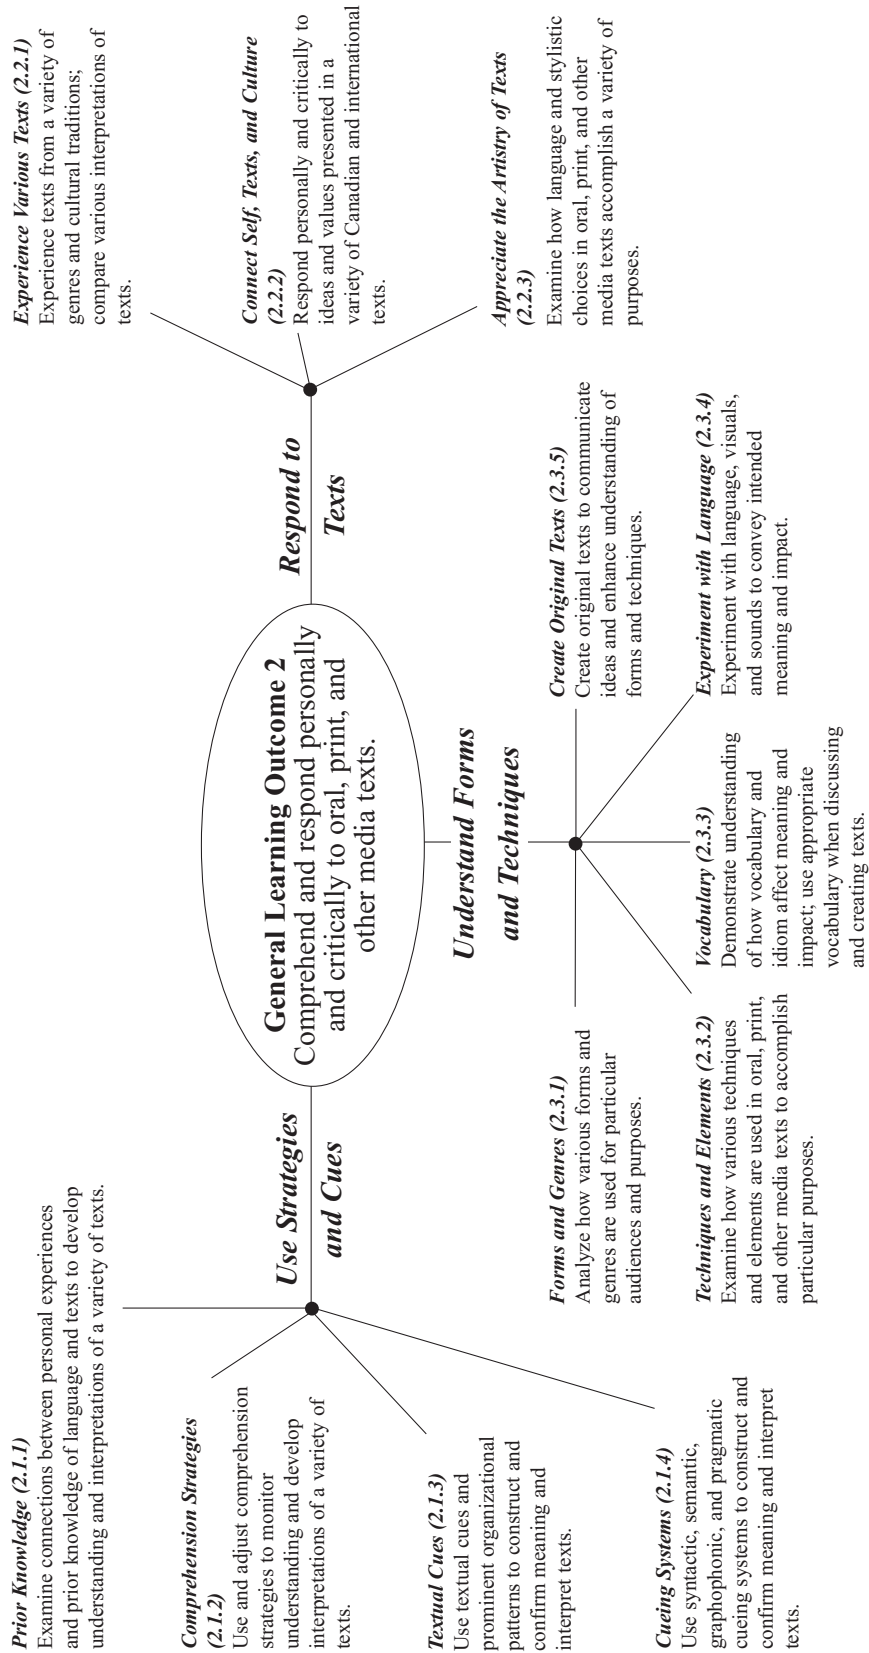 Prior Knowledge (2.1.1)
Examine connections between personal experiences
and prior knowledge of language and texts to develop
understanding and interpretations of a variety of texts.
Comprehension Strategies
(2.1.2)
Use and adjust comprehension
strategies to monitor
understanding and develop
interpretations of a variety of
texts.
Textual Cues (2.1.3)
Use textual cues and
prominent organizational
patterns to construct and
confirm meaning and
interpret texts.
Cueing Systems (2.1.4)
Use syntactic, semantic,
graphophonic, and pragmatic
cueing systems to construct and
confirm meaning and interpret
texts.
Use Strategies
and Cues
General Learning Outcome 2
Comprehend and respond personally
and critically to oral, print, and
other media texts.
Understand Forms
and Techniques
Forms and Genres (2.3.1)
Analyze how various forms and
genres are used for particular
audiences and purposes.
Techniques and Elements (2.3.2)
Examine how various techniques
and elements are used in oral, print,
and other media texts to accomplish
particular purposes.
Vocabulary (2.3.3)
Demonstrate understanding
of how vocabulary and
idiom affect meaning and
impact; use appropriate
vocabulary when discussing
and creating texts.
Experiment with Language (2.3.4)
Experiment with language, visuals,
and sounds to convey intended
meaning and impact.
Create Original Texts (2.3.5)
Create original texts to communicate
ideas and enhance understanding of
forms and techniques.
Respond to
Texts
Experience Various Texts (2.2.1)
Experience texts from a variety of
genres and cultural traditions;
compare various interpretations of
texts.
Connect Self, Texts, and Culture
(2.2.2)
Respond personally and critically to
ideas and values presented in a
variety of Canadian and international
texts.
Appreciate the Artistry of Texts
(2.2.3)
Examine how language and stylistic
choices in oral, print, and other
media texts accomplish a variety of
purposes.